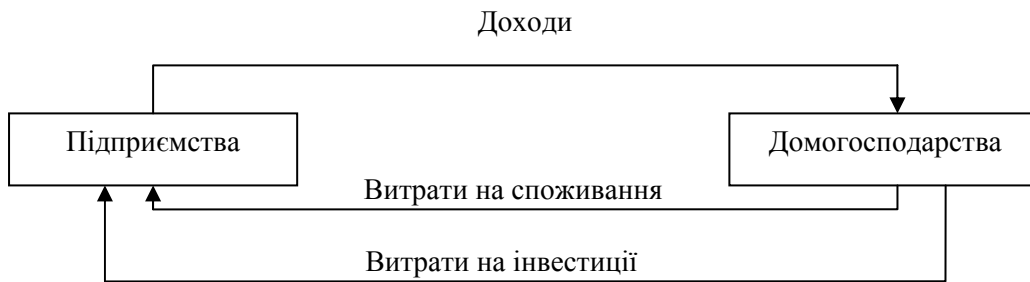 Доходи
Підприємства
Домогосподарства
Витрати на споживання
Витрати на інвестиції